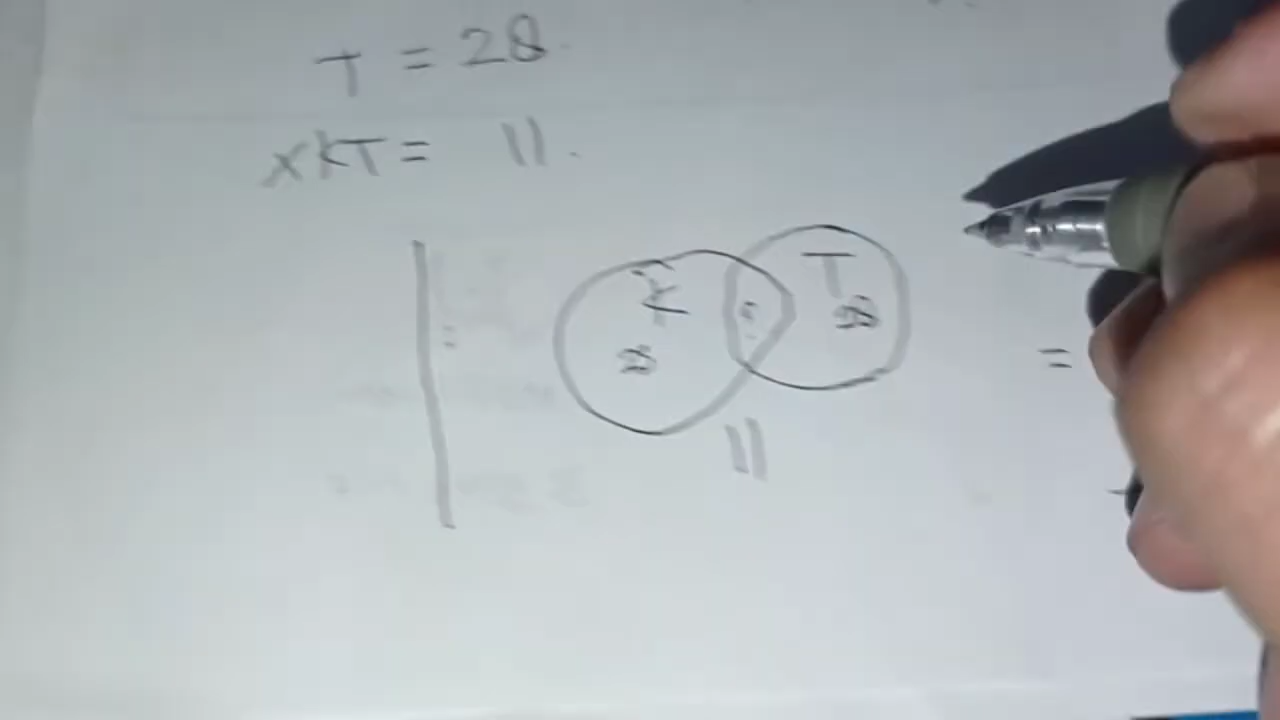 T = 28.
xKT = 11.
K T
28
11
=